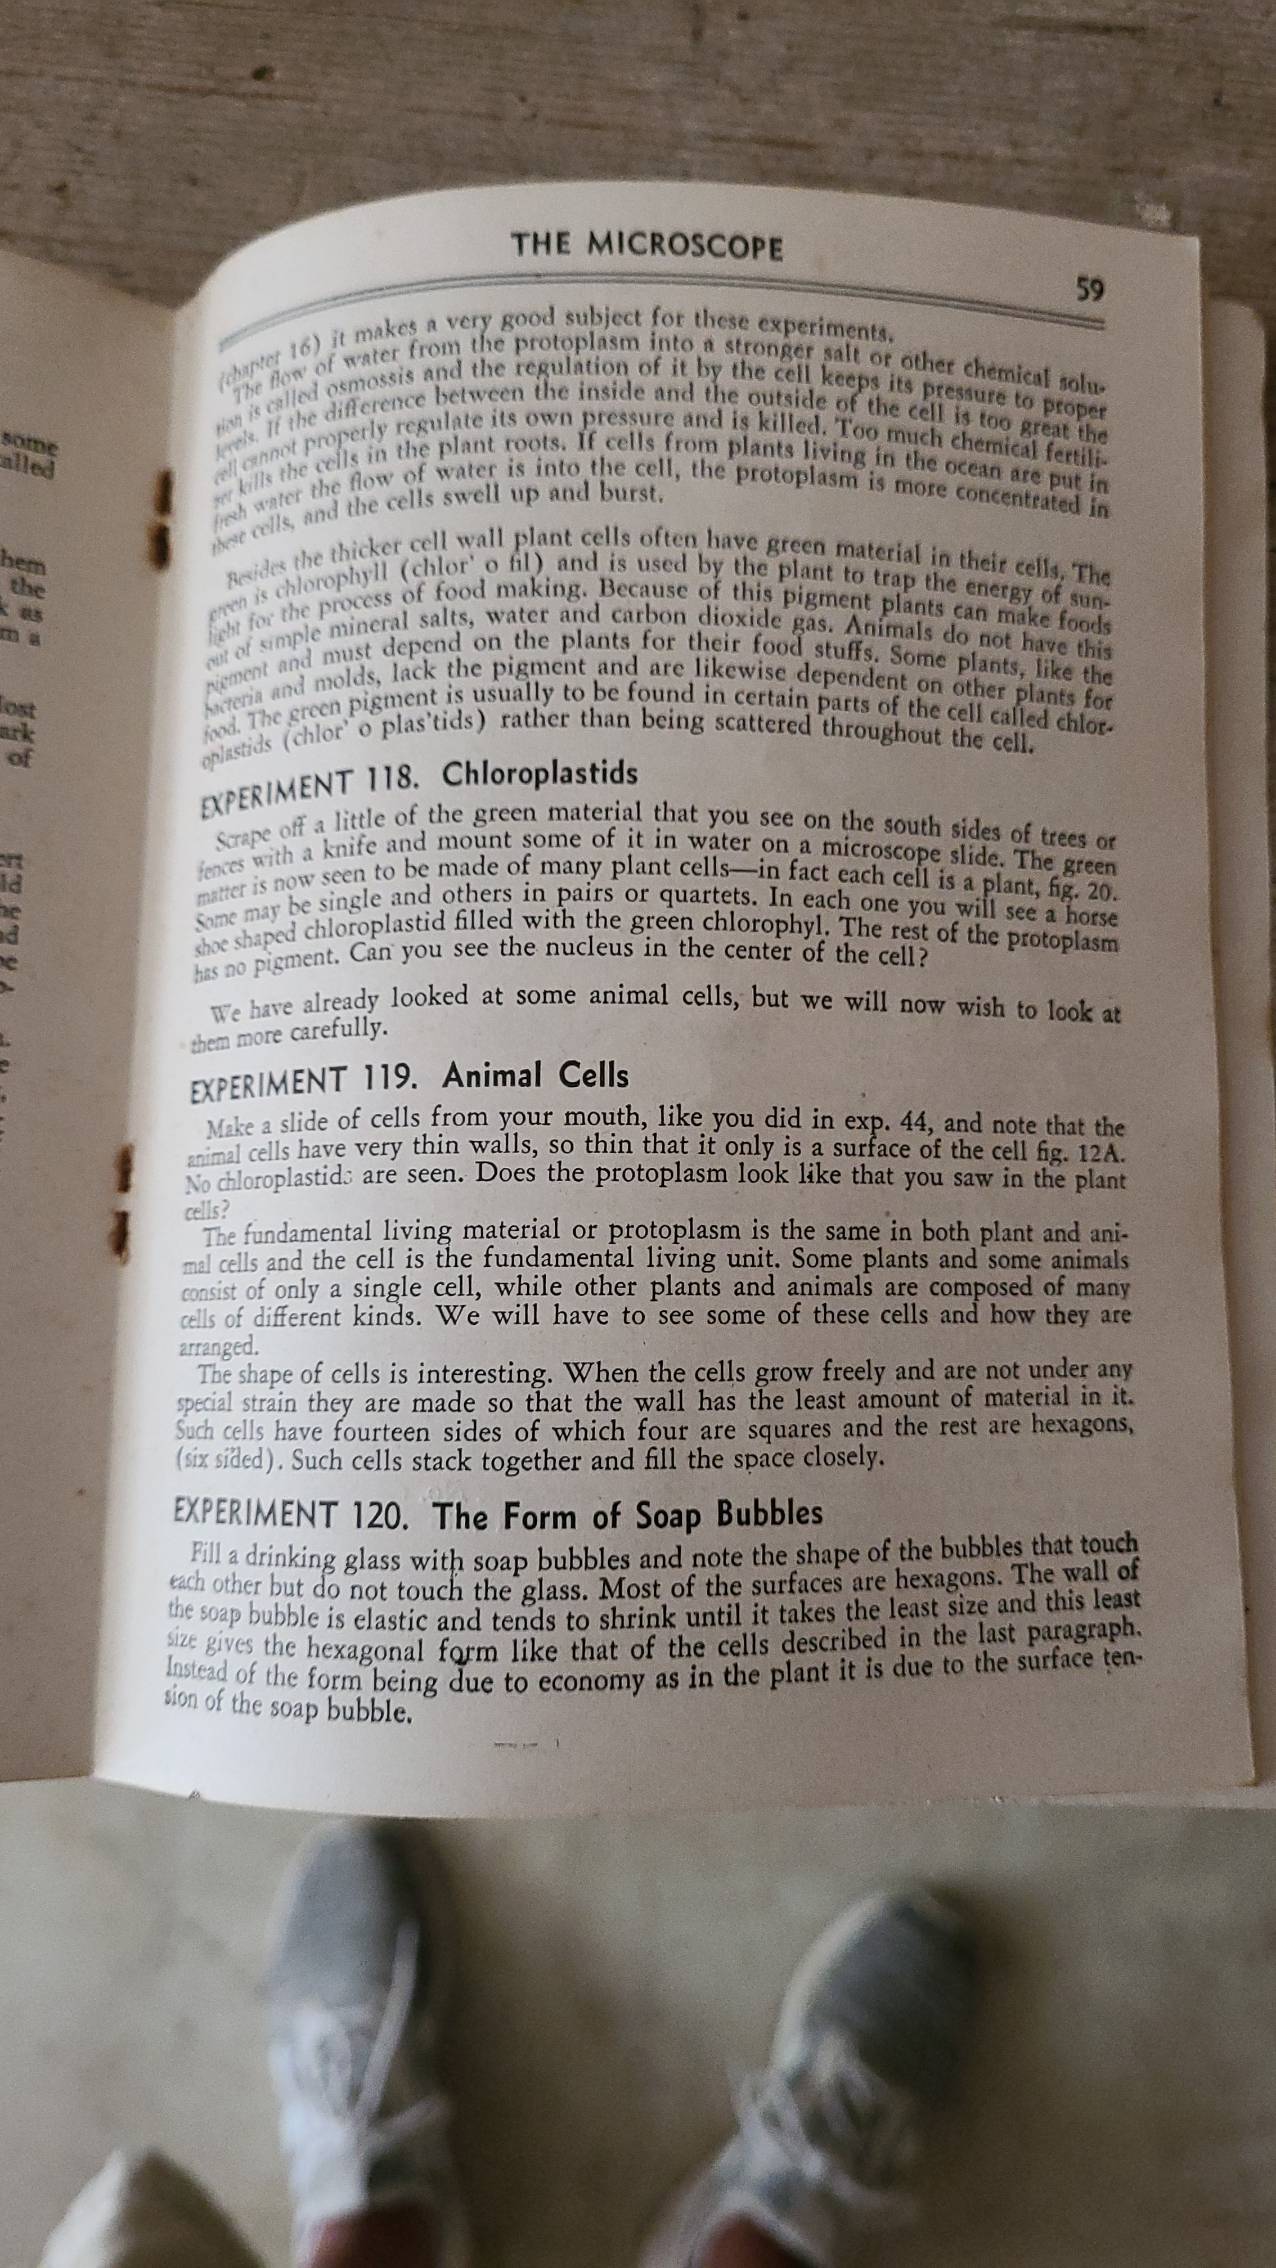 THE MICROSCOPE
59
(chapter 16) it makes a very good subject for these experiments.
The flow of water from the protoplasm into a stronger salt or other chemical solu-
tion is called osmossis and the regulation of it by the cell keeps its pressure to proper
levels. If the difference between the inside and the outside of the cell is too great the
cell cannot properly regulate its own pressure and is killed. Too much chemical fertili-
zer kills the cells in the plant roots. If cells from plants living in the ocean are put in
fresh water the flow of water is into the cell, the protoplasm is more concentrated in
these cells, and the cells swell up and burst.
Besides the thicker cell wall plant cells often have green material in their cells. The
green is chlorophyll (chlor' o fil) and is used by the plant to trap the energy of sun-
light for the process of food making. Because of this pigment plants can make foods
out of simple mineral salts, water and carbon dioxide gas. Animals do not have this
pigment and must depend on the plants for their food stuffs. Some plants, like the
bacteria and molds, lack the pigment and are likewise dependent on other plants for
food. The green pigment is usually to be found in certain parts of the cell called chlor-
oplastids (chlor' o plas'tids) rather than being scattered throughout the cell.
EXPERIMENT 118. Chloroplastids
Scrape off a little of the green material that you see on the south sides of trees or
fences with a knife and mount some of it in water on a microscope slide. The green
matter is now seen to be made of many plant cells—in fact each cell is a plant, fig. 20.
Some may be single and others in pairs or quartets. In each one you will see a horse
shoe shaped chloroplastid filled with the green chlorophyl. The rest of the protoplasm
has no pigment. Can you see the nucleus in the center of the cell?
We have already looked at some animal cells, but we will now wish to look at
them more carefully.
EXPERIMENT 119. Animal Cells
Make a slide of cells from your mouth, like you did in exp. 44, and note that the
animal cells have very thin walls, so thin that it only is a surface of the cell fig. 12A.
No chloroplastids are seen. Does the protoplasm look like that you saw in the plant
cells?
The fundamental living material or protoplasm is the same in both plant and ani-
mal cells and the cell is the fundamental living unit. Some plants and some animals
consist of only a single cell, while other plants and animals are composed of many
cells of different kinds. We will have to see some of these cells and how they are
arranged.
The shape of cells is interesting. When the cells grow freely and are not under any
special strain they are made so that the wall has the least amount of material in it.
Such cells have fourteen sides of which four are squares and the rest are hexagons,
(six sided). Such cells stack together and fill the space closely.
EXPERIMENT 120. The Form of Soap Bubbles
Fill a drinking glass with soap bubbles and note the shape of the bubbles that touch
each other but do not touch the glass. Most of the surfaces are hexagons. The wall of
the soap bubble is elastic and tends to shrink until it takes the least size and this least
size gives the hexagonal form like that of the cells described in the last paragraph.
Instead of the form being due to economy as in the plant it is due to the surface ten-
sion of the soap bubble.
some
alled
hem
the
as
m a
lost
ark
of